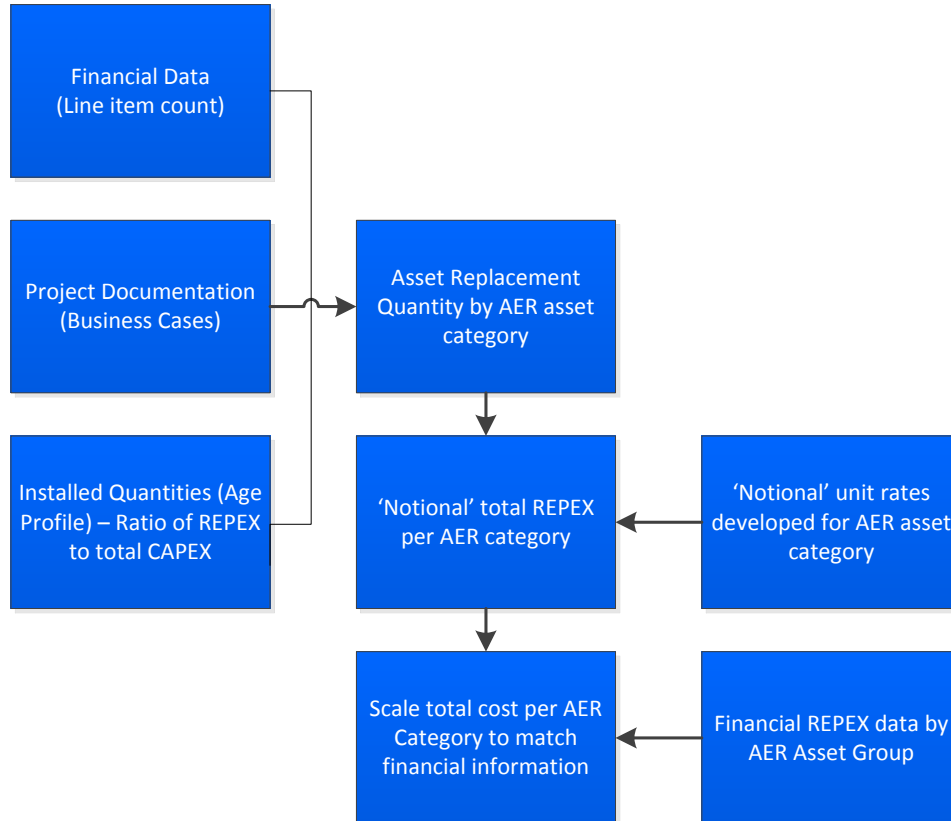 Financial Data
(Line item count)
Project Documentation
(Business Cases)
Asset Replacement
Quantity by AER asset
category
Installed Quantities (Age
Profile) – Ratio of REPEX
to total CAPEX
‘Notional’ total REPEX
per AER category
‘Notional’ unit rates
developed for AER asset
category
Scale total cost per AER
Category to match
financial information
Financial REPEX data by
AER Asset Group